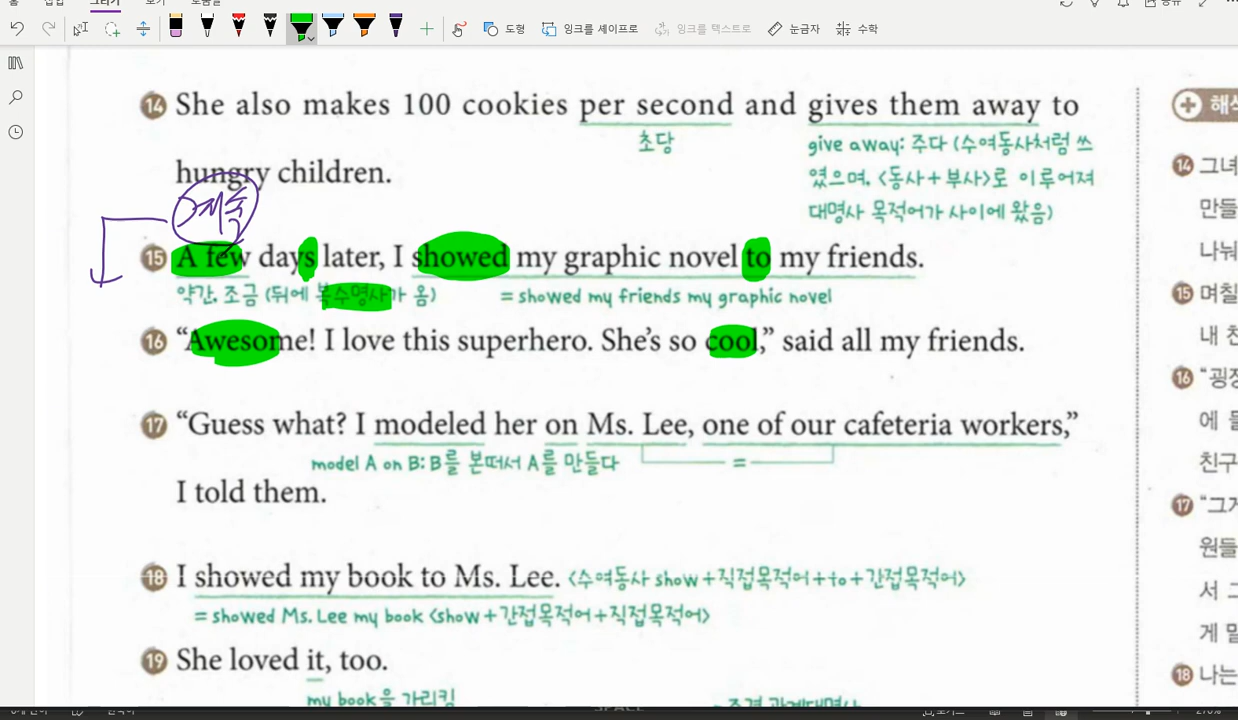 홈 삽입 그리기 보기 도움말 공유
도형 잉크를 셰이프로 잉크를 텍스트로 눈금자 수학
14 She also makes 100 cookies per second and gives them away to
초당 give away: 주다 (수여동사처럼 쓰
였으며, <동사+부사>로 이루어져
대명사 목적어가 사이에 왔음)
hungry children.
15 A few days later, I showed my graphic novel to my friends.
약간, 조금 (뒤에 복수명사가 옴) = showed my friends my graphic novel
16 “Awesome! I love this superhero. She’s so cool,” said all my friends.
17 “Guess what? I modeled her on Ms. Lee, one of our cafeteria workers,”
model A on B: B를 본떠서 A를 만들다 =
I told them.
18 I showed my book to Ms. Lee. <수여동사 show+직접목적어+to+간접목적어>
= showed Ms. Lee my book <show+간접목적어+직접목적어>
19 She loved it, too.
my book을 가리킴
해석
14 그녀
만들
나눠
15 며칠
내 친
16 “굉장
에 들
친구
17 “그거
원들
서 그
게 말
18 나는